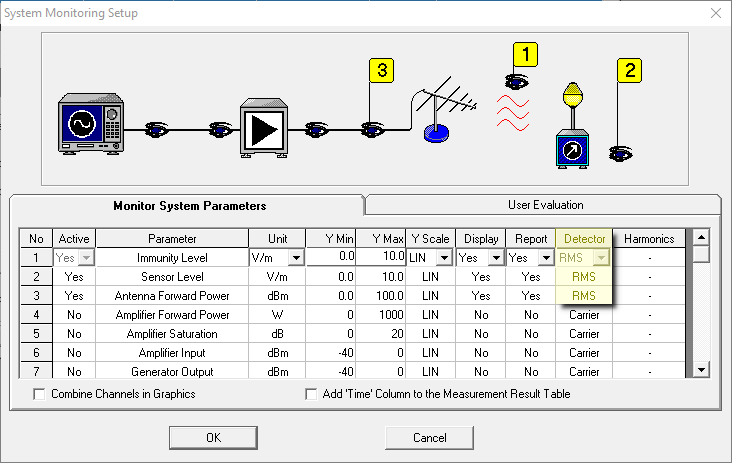 System Monitoring Setup
3
1
2
Monitor System Parameters
User Evaluation
No Active Parameter Unit Y Min Y Max Y Scale Display Report Detector Harmonics
1 Yes Immunity Level V/m 0.0 10.0 LIN Yes Yes RMS -
2 Yes Sensor Level V/m 0.0 10.0 LIN Yes Yes RMS -
3 Yes Antenna Forward Power dBm 0.0 100.0 LIN Yes Yes RMS -
4 No Amplifier Forward Power W 0 1000 LIN No No Carrier -
5 No Amplifier Saturation dB 0 20 LIN No No Carrier -
6 No Amplifier Input dBm -40 0 LIN No No Carrier -
7 No Generator Output dBm -40 0 LIN No No Carrier -
Combine Channels in Graphics
Add 'Time' Column to the Measurement Result Table
OK
Cancel